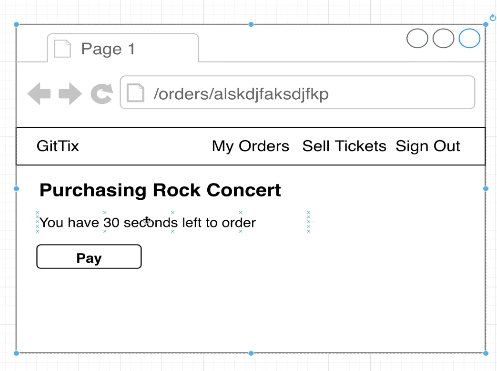 Page 1
/orders/alskdjfaksdjfkp
GitTix My Orders Sell Tickets Sign Out
Purchasing Rock Concert
You have 30 seconds left to order
Pay